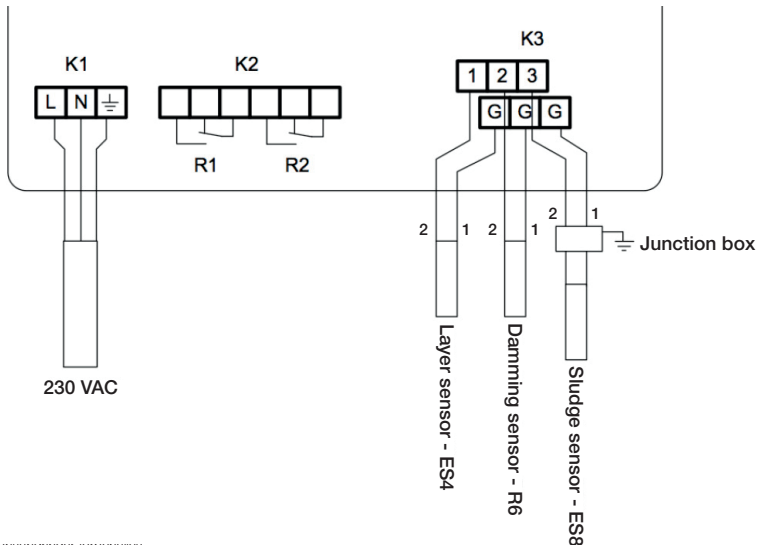 K1
K2
K3
L N
1 2 3
G G G
R1
R2
2 1 2 1 2 1
Junction box
230 VAC
Layer sensor - ES4
Damming sensor - R6
Sludge sensor - ES8